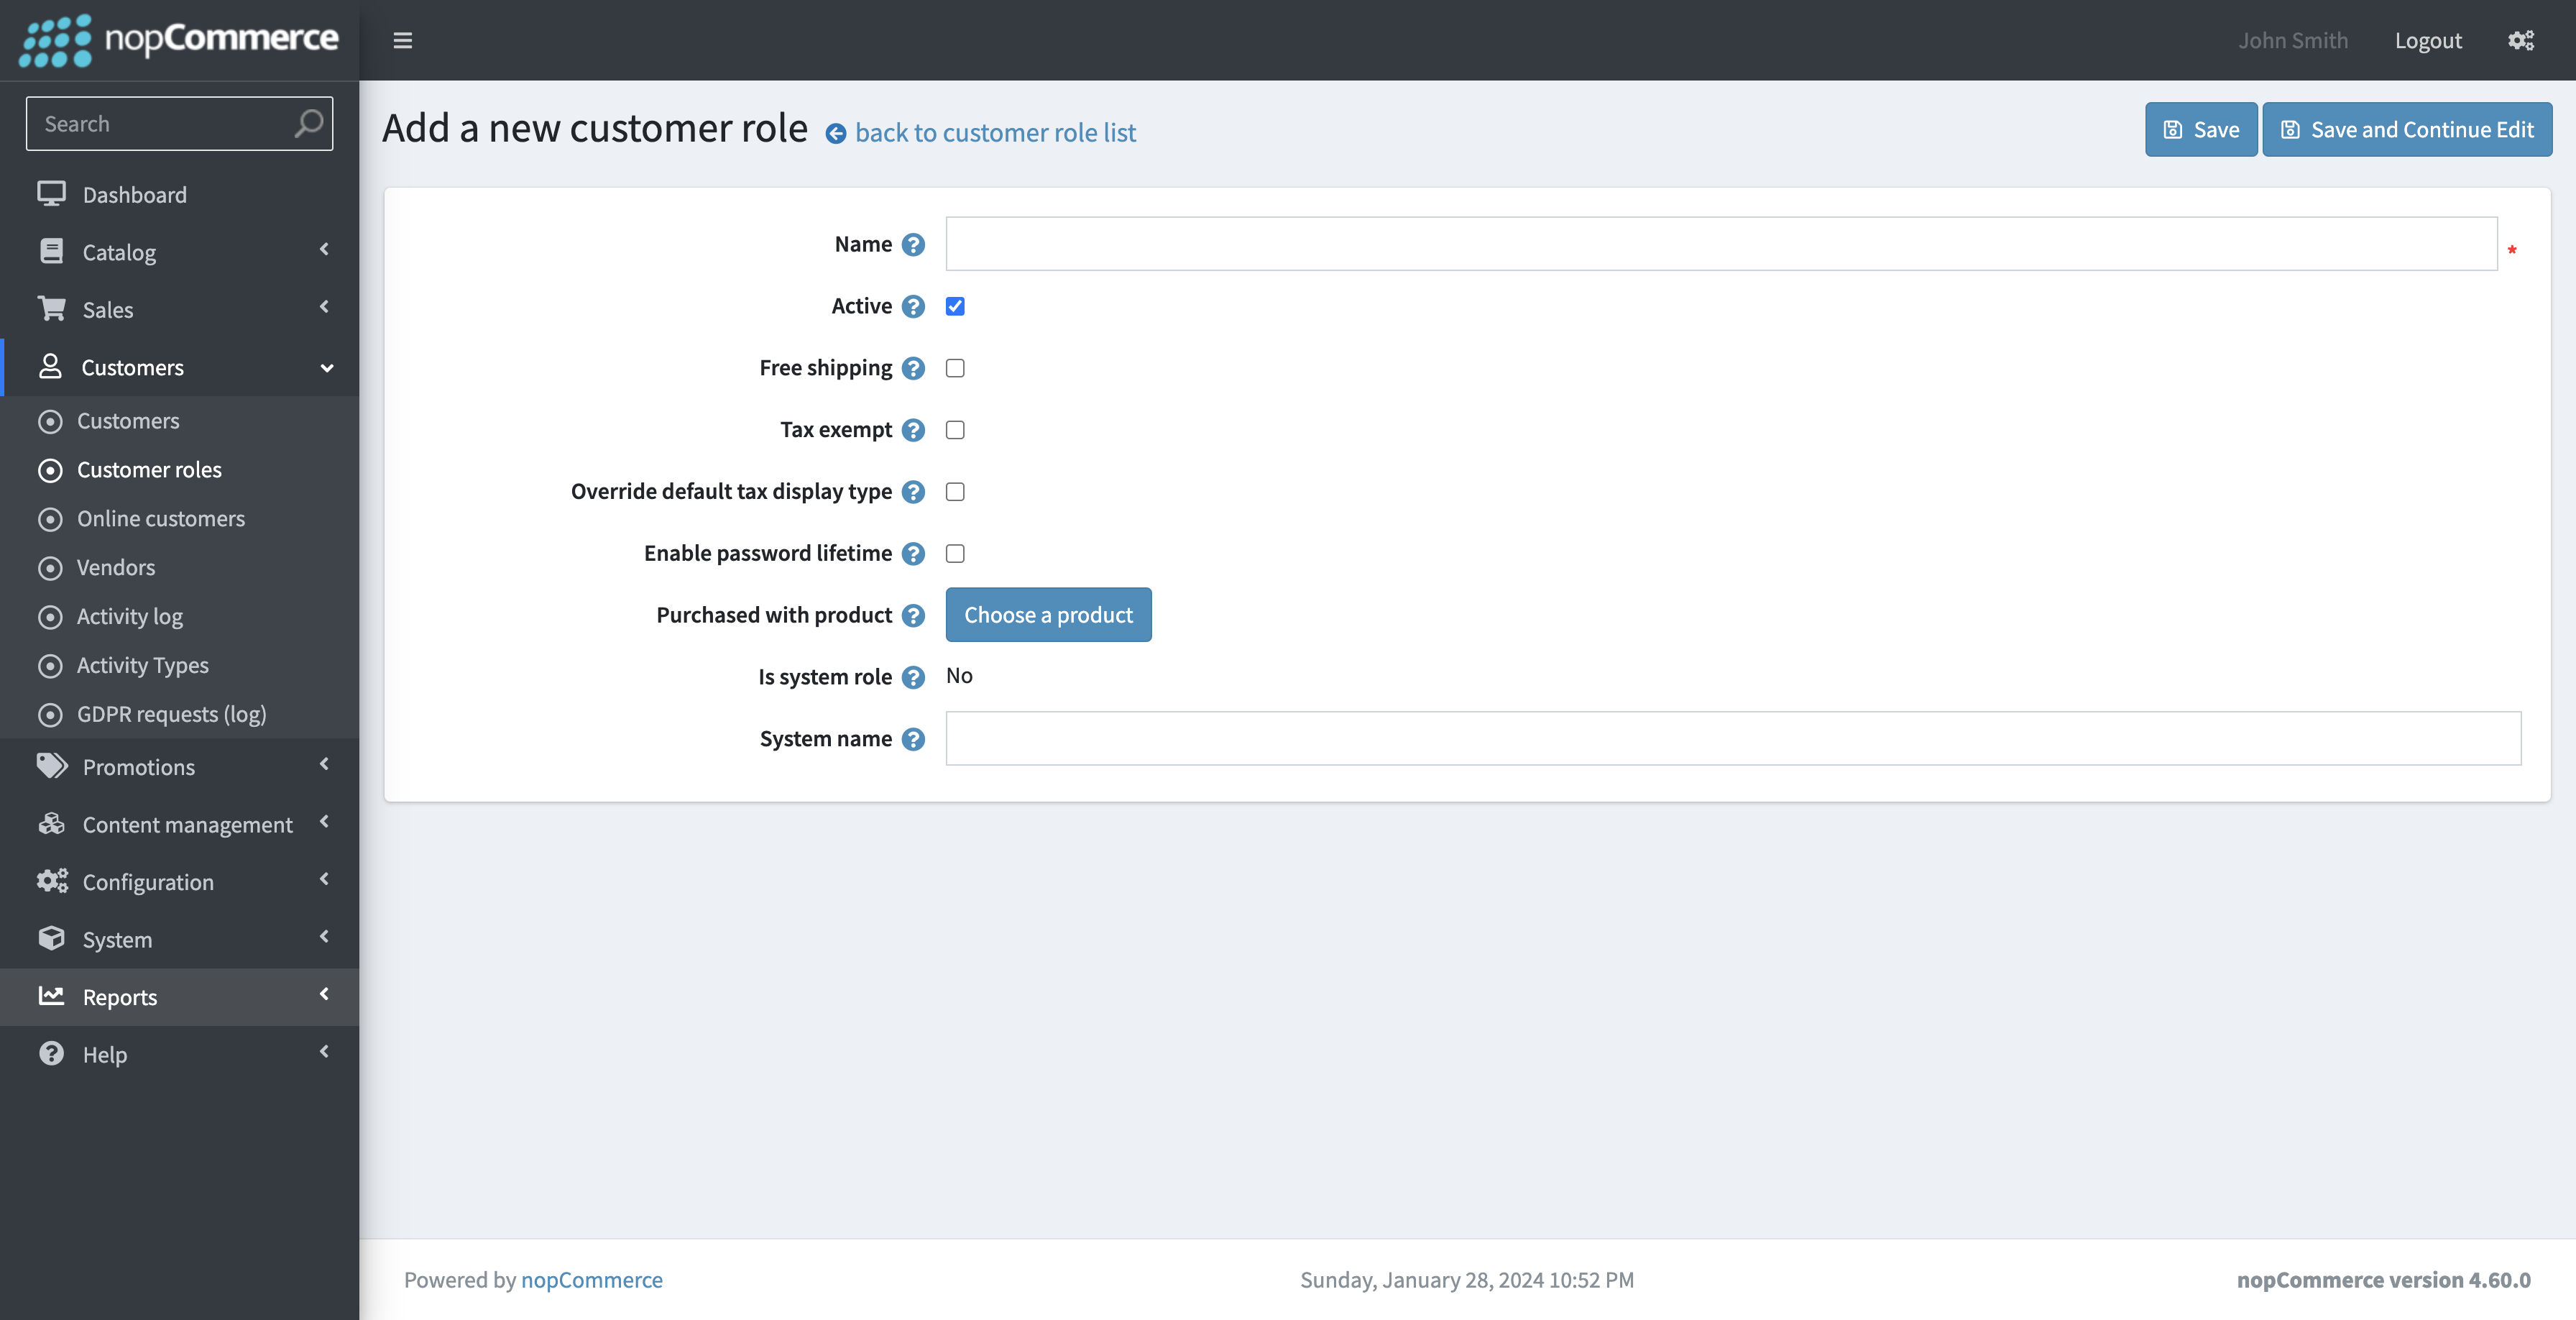 nopCommerce
John Smith
Logout
Search
Dashboard
Catalog
Sales
Customers
Customers
Customer roles
Online customers
Vendors
Activity log
Activity Types
GDPR requests (log)
Promotions
Content management
Configuration
System
Reports
Help
Add a new customer role back to customer role list
Save
Save and Continue Edit
Name ? *
Active ?
Free shipping ?
Tax exempt ?
Override default tax display type ?
Enable password lifetime ?
Purchased with product ? Choose a product
Is system role ? No
System name ?
Powered by nopCommerce
Sunday, January 28, 2024 10:52 PM
nopCommerce version 4.60.0